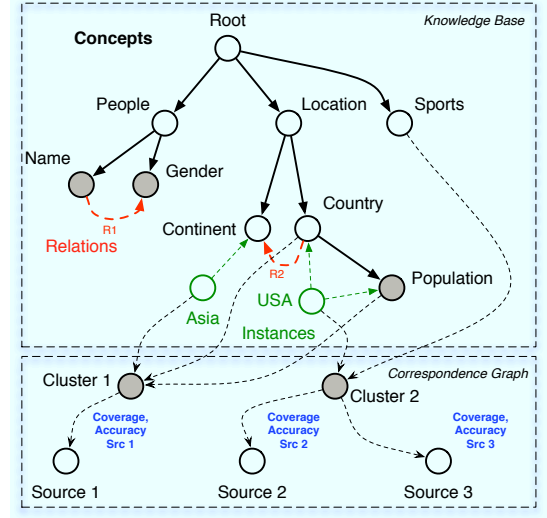 Root
Knowledge Base
Concepts
People
Location
Sports
Name
Gender
R1
Relations
Continent
Country
R2
Population
Asia
USA
Instances
Cluster 1
Correspondence Graph
Cluster 2
Coverage,
Accuracy
Src 1
Coverage
Accuracy
Src 2
Coverage,
Accuracy
Src 3
Source 1
Source 2
Source 3